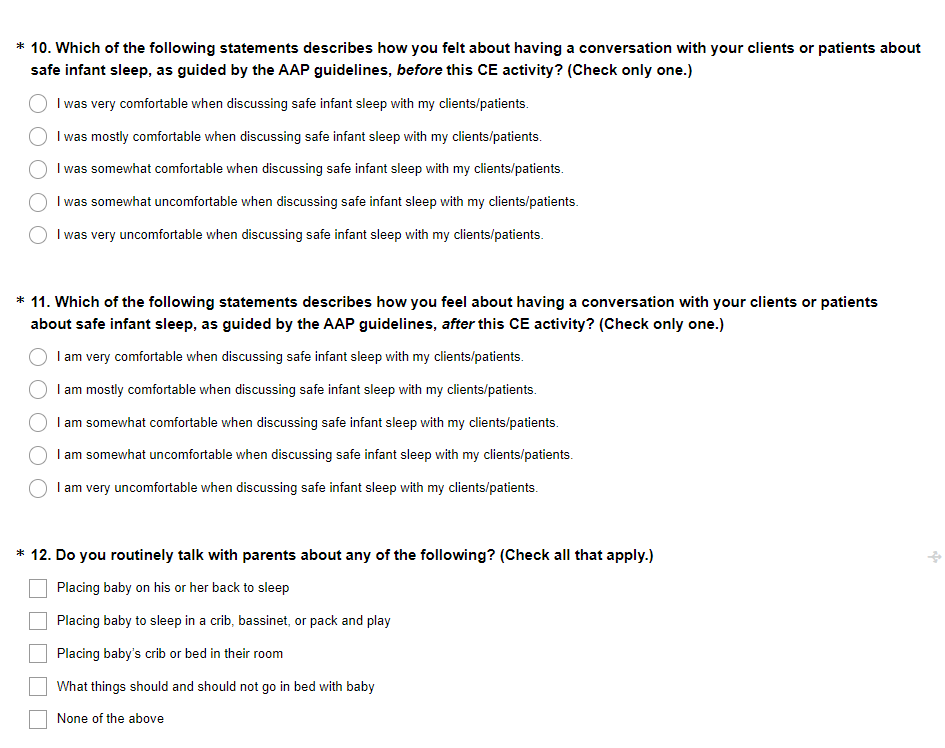 * 10. Which of the following statements describes how you felt about having a conversation with your clients or patients about
safe infant sleep, as guided by the AAP guidelines, before this CE activity? (Check only one.)
I was very comfortable when discussing safe infant sleep with my clients/patients.
I was mostly comfortable when discussing safe infant sleep with my clients/patients.
I was somewhat comfortable when discussing safe infant sleep with my clients/patients.
I was somewhat uncomfortable when discussing safe infant sleep with my clients/patients.
I was very uncomfortable when discussing safe infant sleep with my clients/patients.
* 11. Which of the following statements describes how you feel about having a conversation with your clients or patients
about safe infant sleep, as guided by the AAP guidelines, after this CE activity? (Check only one.)
I am very comfortable when discussing safe infant sleep with my clients/patients.
I am mostly comfortable when discussing safe infant sleep with my clients/patients.
I am somewhat comfortable when discussing safe infant sleep with my clients/patients.
I am somewhat uncomfortable when discussing safe infant sleep with my clients/patients.
I am very uncomfortable when discussing safe infant sleep with my clients/patients.
* 12. Do you routinely talk with parents about any of the following? (Check all that apply.)
Placing baby on his or her back to sleep
Placing baby to sleep in a crib, bassinet, or pack and play
Placing baby's crib or bed in their room
What things should and should not go in bed with baby
None of the above